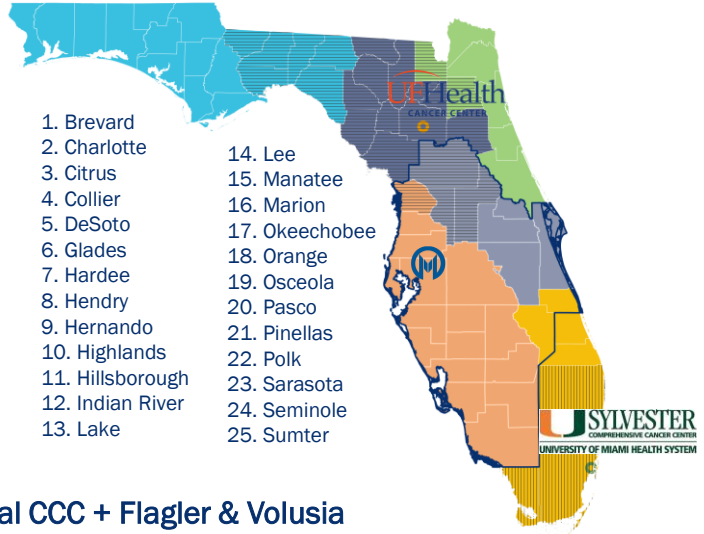 UFHealth
CANCER CENTER
1. Brevard
2. Charlotte
3. Citrus
4. Collier
5. DeSoto
6. Glades
7. Hardee
8. Hendry
9. Hernando
10. Highlands
11. Hillsborough
12. Indian River
13. Lake
14. Lee
15. Manatee
16. Marion
17. Okeechobee
18. Orange
19. Osceola
20. Pasco
21. Pinellas
22. Polk
23. Sarasota
24. Seminole
25. Sumter
SYLVESTER
COMPREHENSIVE CANCER CENTER
UNIVERSITY OF MIAMI HEALTH SYSTEM
al CCC + Flagler & Volusia